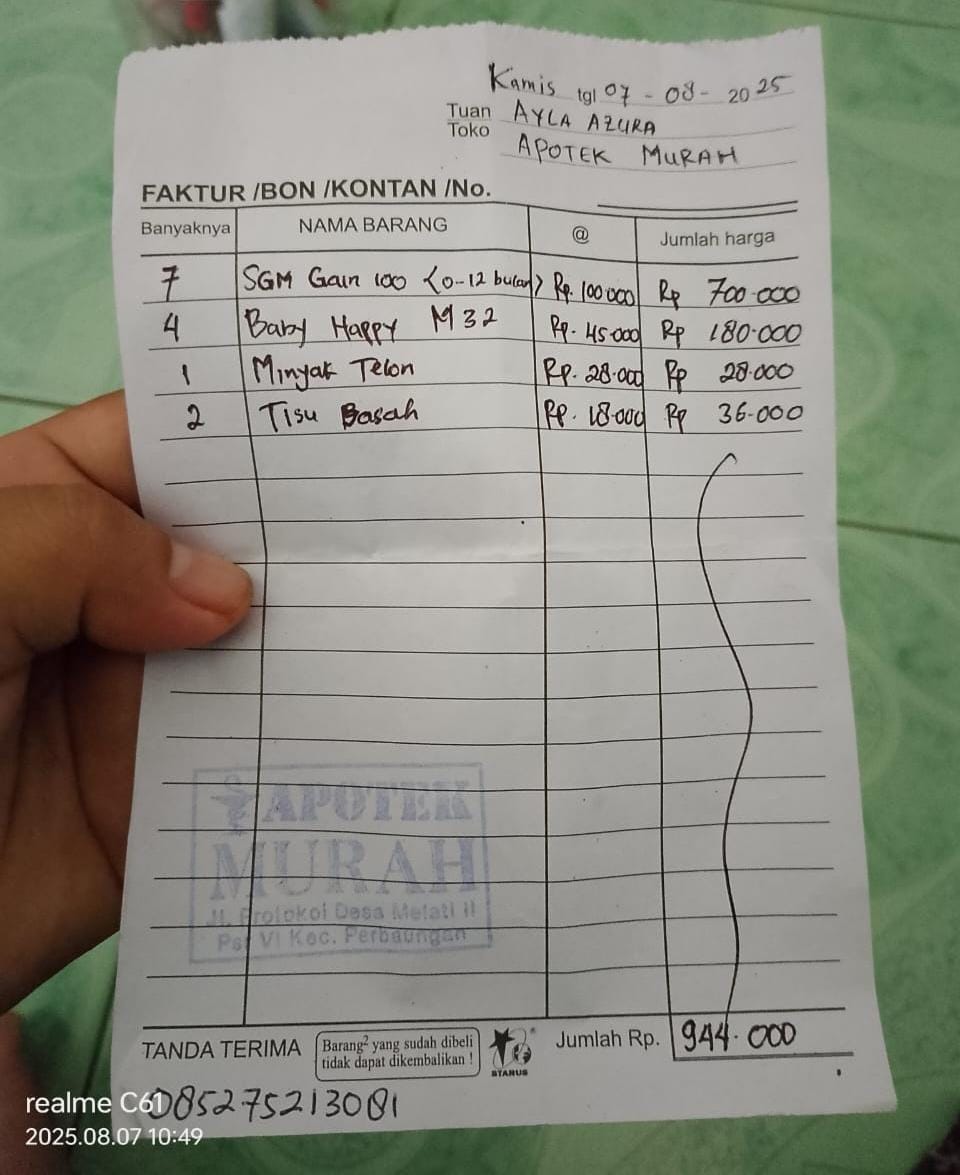 Kamis tgl 07 - 08 - 2025
Tuan AYLA AZURA
Toko APOTEK MURAH
FAKTUR /BON /KONTAN /No.
Banyaknya NAMA BARANG @ Jumlah harga
7 SGM Gain 100 <0-12 bulan> Rp. 100.000 Rp 700.000
4 Baby Happy M32 Rp. 45.000 Rp 180.000
1 Minyak Telon Rp. 28.000 Rp 28.000
2 Tisu Basah Rp. 18.000 Rp 36.000
APOTEK
MURAH
Jl. Protokol Desa Melati II
Psr VI Kec. Perbaungan
TANDA TERIMA Barang² yang sudah dibeli tidak dapat dikembalikan ! STARUS Jumlah Rp. 944.000
085275213081
realme C61
2025.08.07 10:49